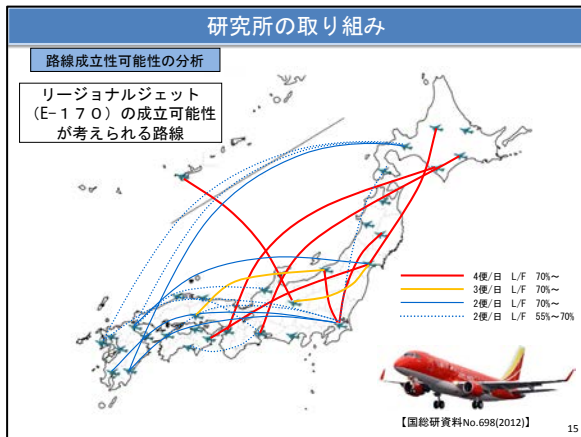 研究所の取り組み
路線成立性可能性の分析
リージョナルジェット
（E-１７０）の成立可能性
が考えられる路線
4便/日 L/F 70%～
3便/日 L/F 70%～
2便/日 L/F 70%～
2便/日 L/F 55%～70%
【国総研資料No.698(2012)】
15